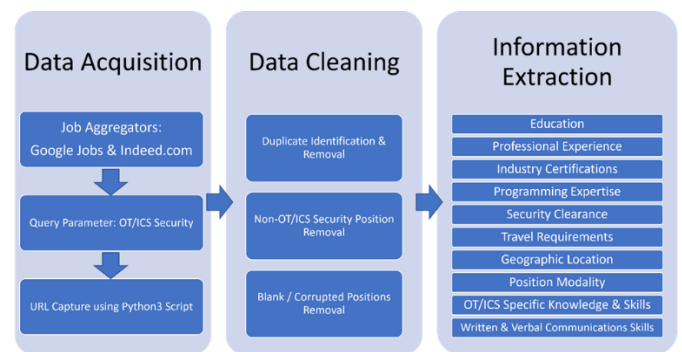 Data Acquisition
Job Aggregators:
Google Jobs & Indeed.com
Query Parameter: OT/ICS Security
URL Capture using Python3 Script
Data Cleaning
Duplicate Identification &
Removal
Non-OT/ICS Security Position
Removal
Blank / Corrupted Positions
Removal
Information
Extraction
Education
Professional Experience
Industry Certifications
Programming Expertise
Security Clearance
Travel Requirements
Geographic Location
Position Modality
OT/ICS Specific Knowledge & Skills
Written & Verbal Communications Skills